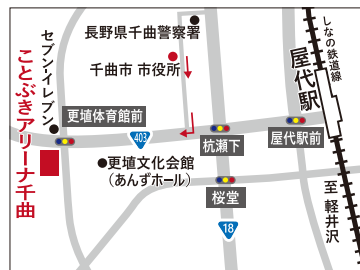 長野県千曲警察署
千曲市 市役所
セブン-イレブン
ことぶきアリーナ千曲
更埴体育館前
403
更埴文化会館
(あんずホール)
杭瀬下
桜堂
18
屋代駅前
屋代駅
しなの鉄道線
至 軽井沢